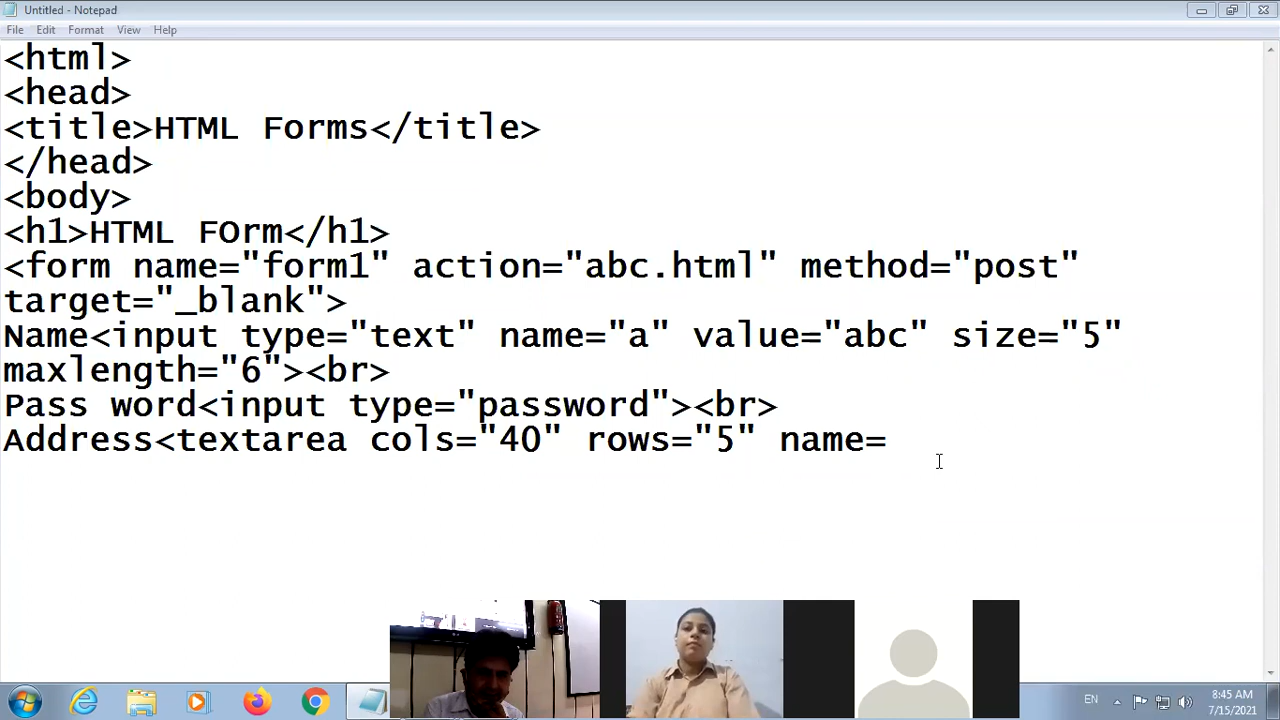 Untitled - Notepad
File Edit Format View Help
<html>
<head>
<title>HTML Forms</title>
</head>
<body>
<h1>HTML FOrm</h1>
<form name="form1" action="abc.html" method="post"
target="_blank">
Name<input type="text" name="a" value="abc" size="5"
maxlength="6"><br>
Pass word<input type="password"><br>
Address<textarea cols="40" rows="5" name=
EN
8:45 AM
7/15/2021